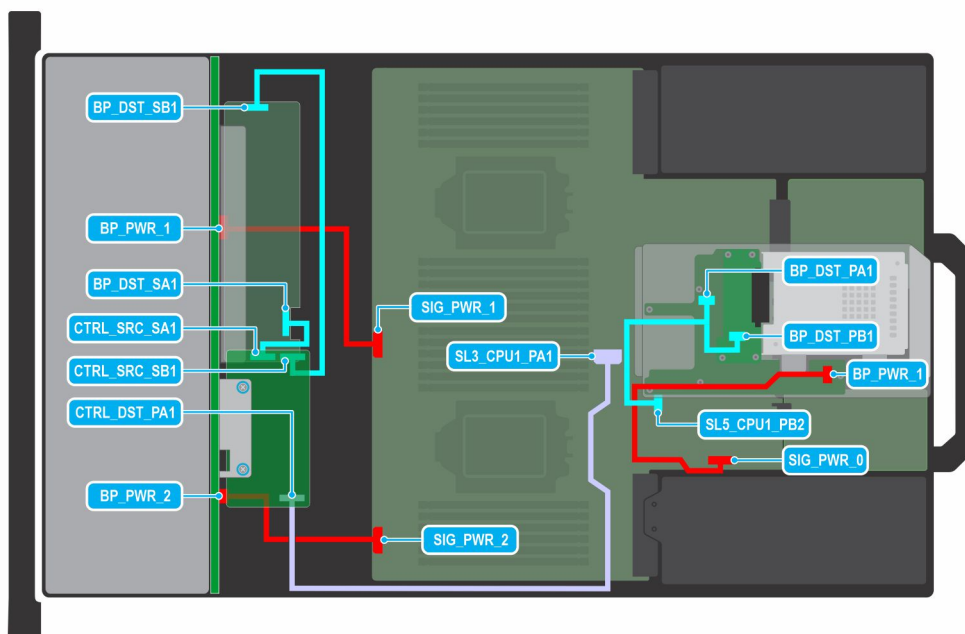 BP_DST_SB1
BP_PWR_1
BP_DST_SA1
CTRL_SRC_SA1
CTRL_SRC_SB1
CTRL_DST_PA1
BP_PWR_2
SIG_PWR_1
SL3_CPU1_PA1
SIG_PWR_2
BP_DST_PA1
BP_DST_PB1
BP_PWR_1
SL5_CPU1_PB2
SIG_PWR_0